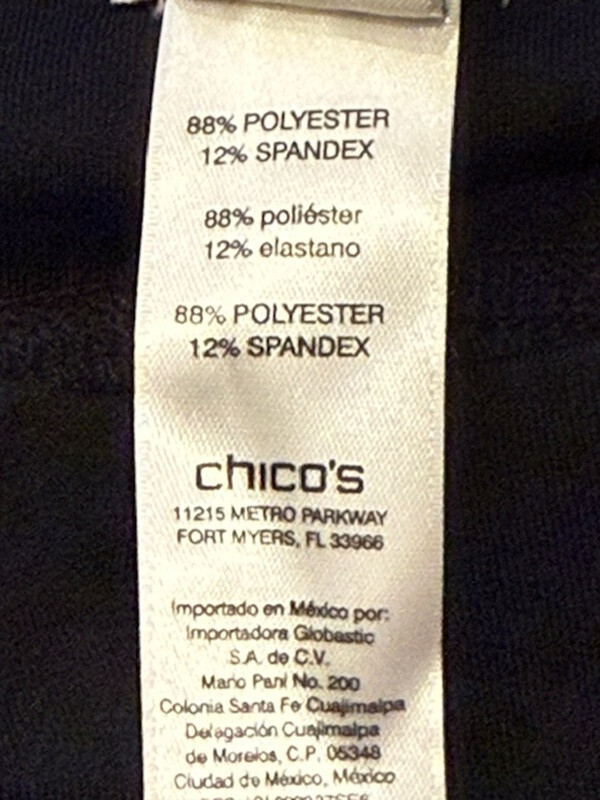 88% POLYESTER
12% SPANDEX
88% poliéster
12% elastano
88% POLYESTER
12% SPANDEX
chico's
11215 METRO PARKWAY
FORT MYERS, FL 33966
Importado en México por:
Importadora Globastic
S.A. de C.V.
Mario Pani No. 200
Colonia Santa Fe Cuajimalpa
Delegación Cuajimalpa
de Morelos, C.P. 05348
Ciudad de México, México